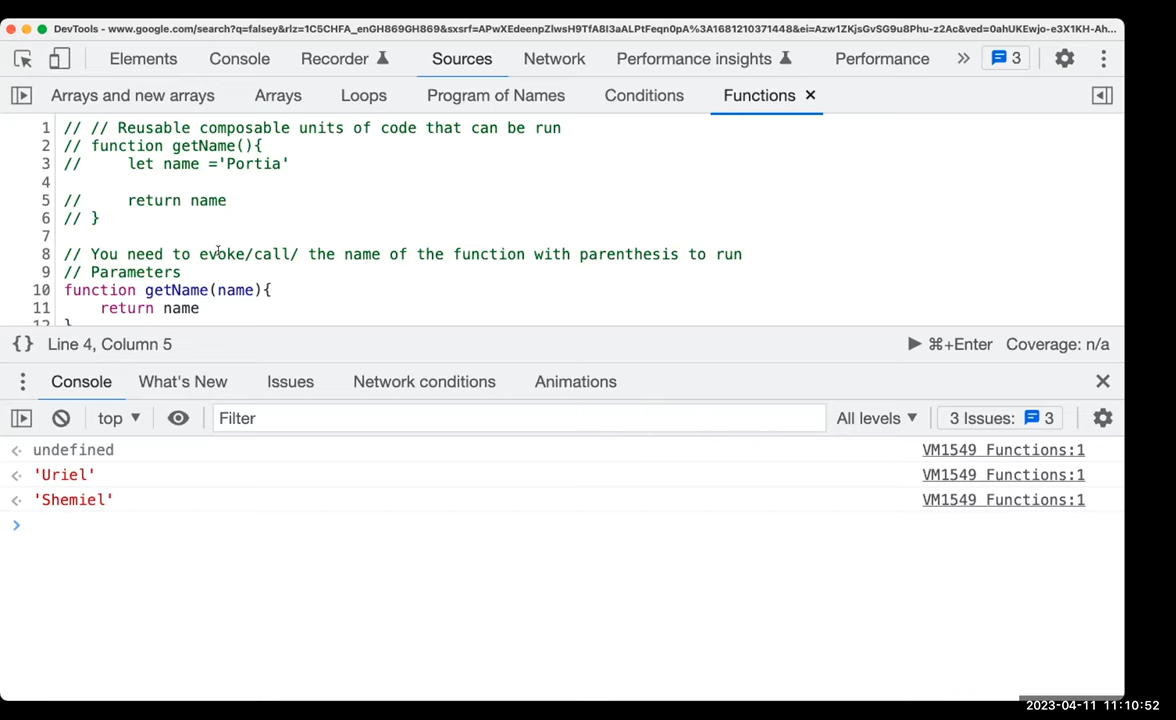 DevTools - www.google.com/search?q=falsey&rlz=1C5CHFA_enGH869GH869&sxsrf=APwXEdeenpZlwsH9TfA8I3aALPtFeqn0pA%3A1681210371448&ei=Azw1ZKjsGvSG9u8Phu-z2Ac&ved=0ahUKEwjo-e3X1KH-Ah...
Elements Console Recorder Sources Network Performance insights Performance » 3
Arrays and new arrays Arrays Loops Program of Names Conditions Functions ×
1 // // Reusable composable units of code that can be run
2 // function getName(){
3 //     let name ='Portia'
4
5 //     return name
6 // }
7
8 // You need to evoke/call/ the name of the function with parenthesis to run
9 // Parameters
10 function getName(name){
11     return name
12 }
{} Line 4, Column 5 ⌘+Enter Coverage: n/a
Console What's New Issues Network conditions Animations
top Filter All levels 3 Issues: 3
undefined VM1549 Functions:1
'Uriel' VM1549 Functions:1
'Shemiel' VM1549 Functions:1
2023-04-11 11:10:52